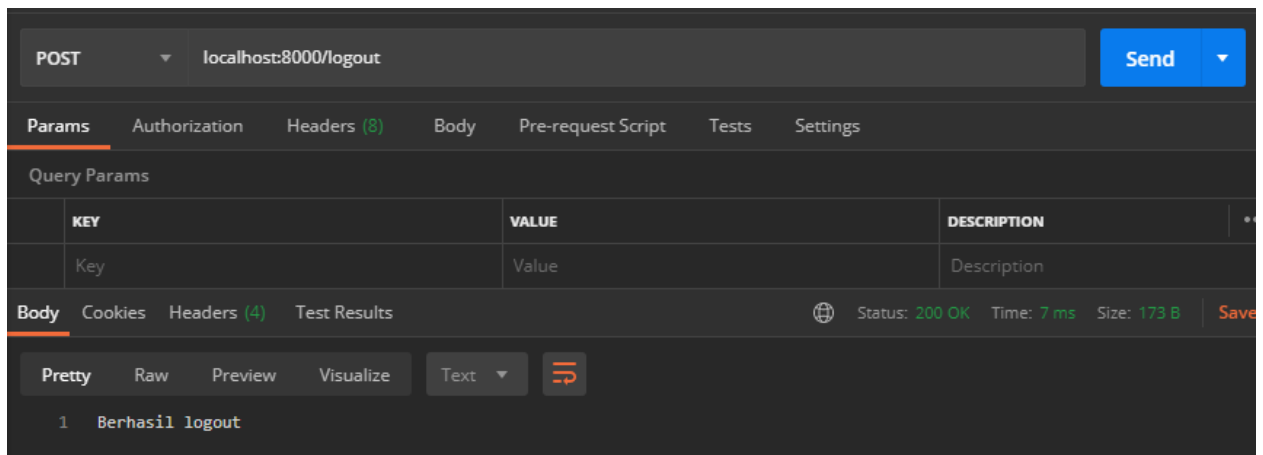 POST localhost:8000/logout Send
Params Authorization Headers (8) Body Pre-request Script Tests Settings
Query Params
KEY VALUE DESCRIPTION
Key Value Description
Body Cookies Headers (4) Test Results Status: 200 OK Time: 7 ms Size: 173 B Save
Pretty Raw Preview Visualize Text
1 Berhasil logout